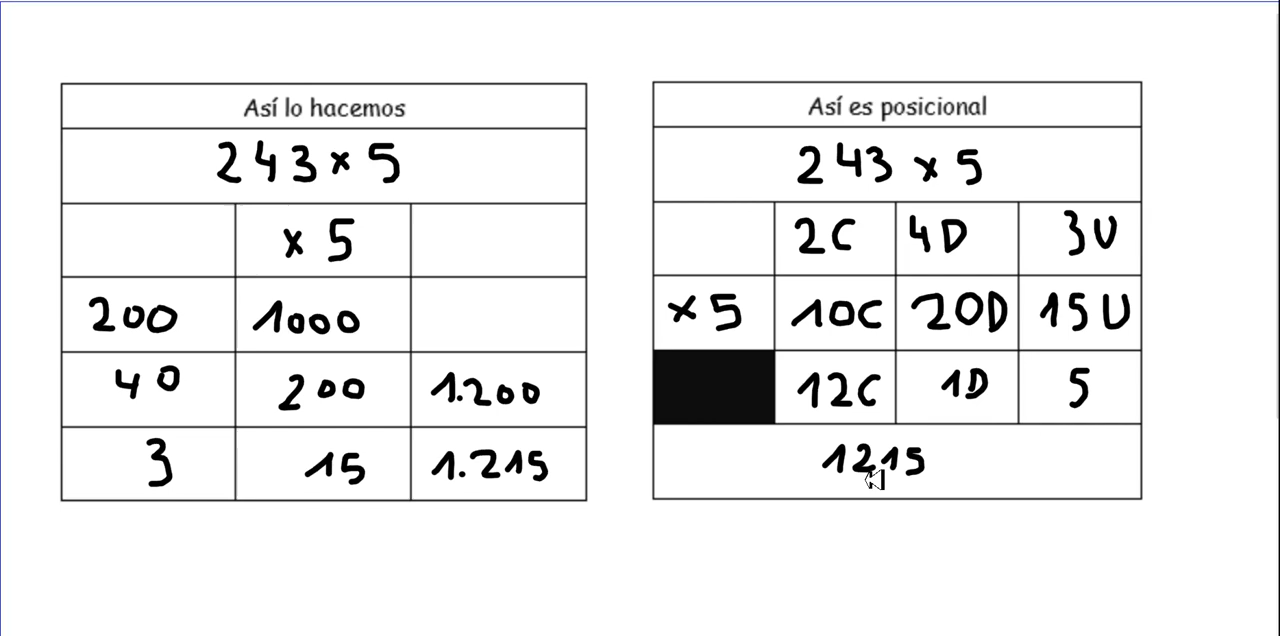 Así lo hacemos
243 x 5
x 5
200 1000
40 200 1.200
3 15 1.215
Así es posicional
243 x 5
2C 4D 3U
x5 10C 20D 15U
12C 1D 5
1215